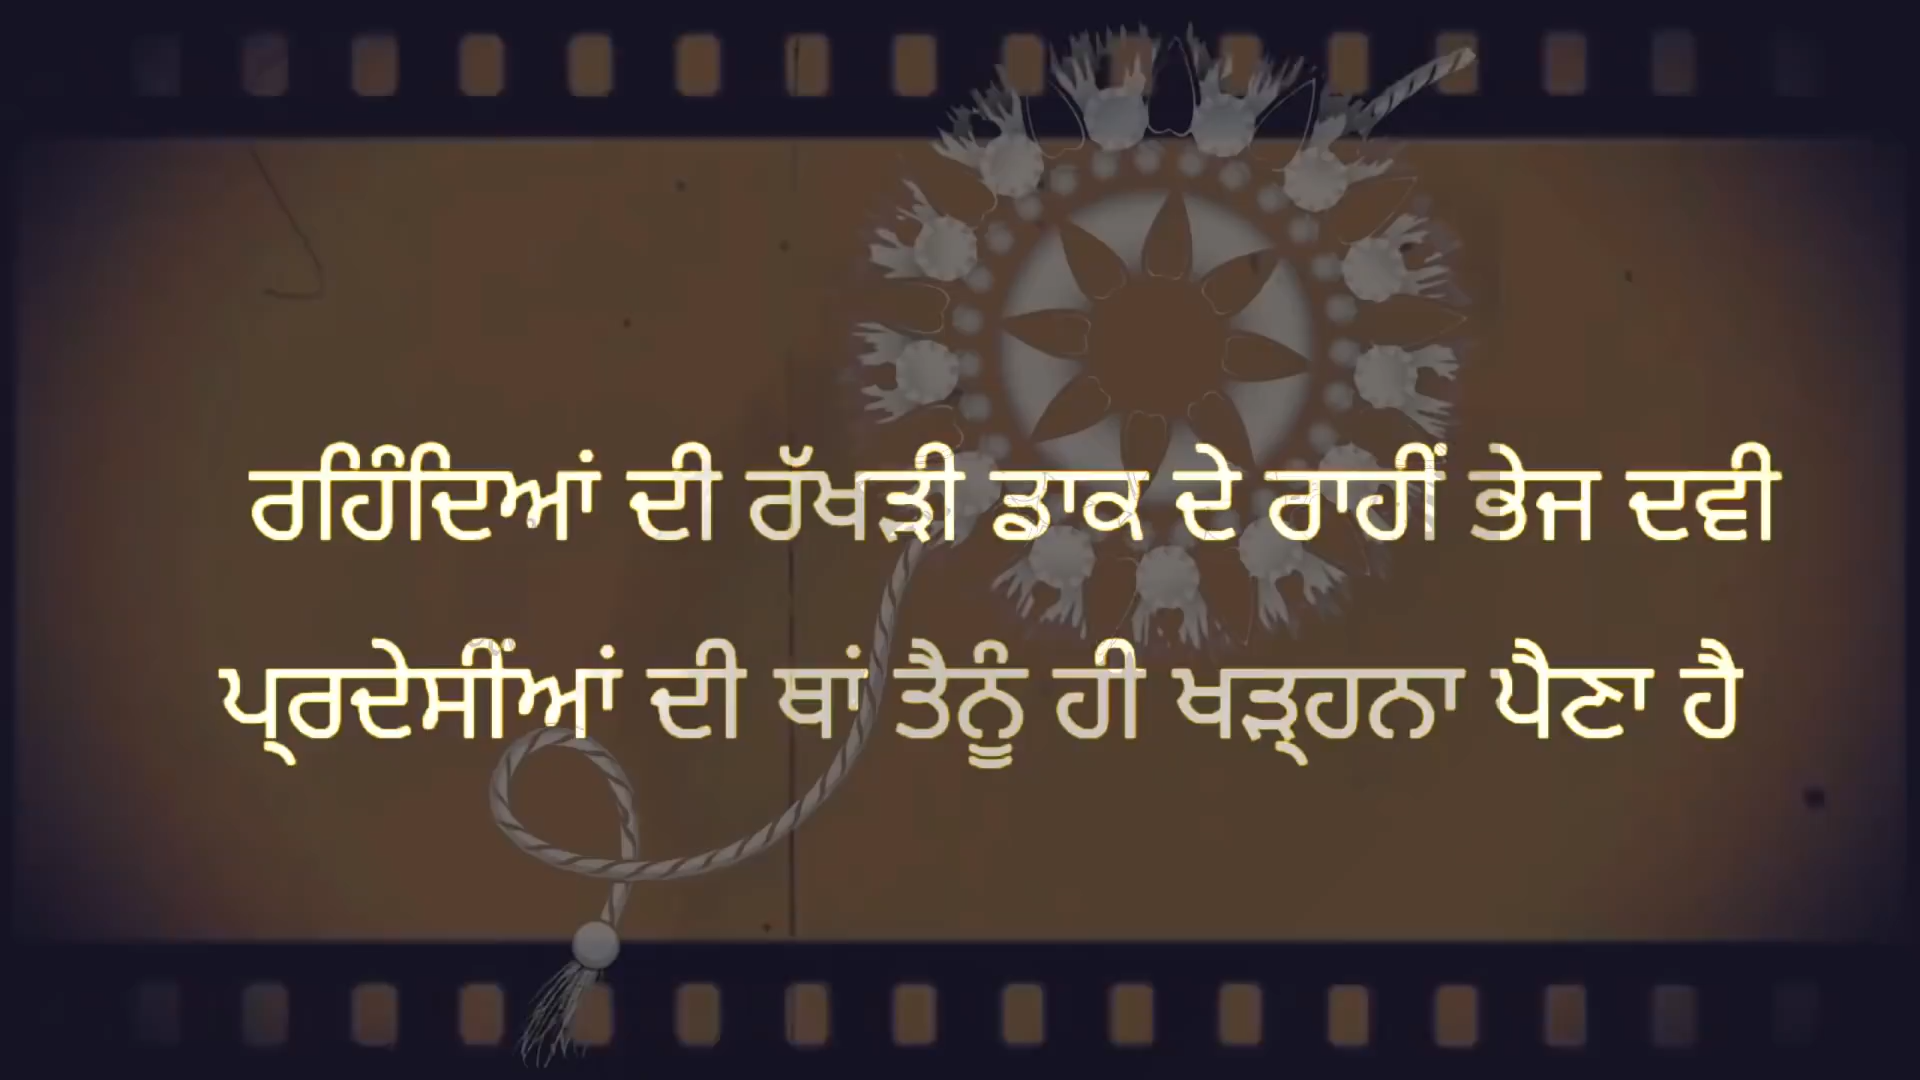 ਰਹਿੰਦਿਆਂ ਦੀ ਰੱਖੜੀ ਡਾਕ ਦੇ ਰਾਹੀਂ ਭੇਜ ਦਵੀ
ਪ੍ਰਦੇਸੀਂਆਂ ਦੀ ਥਾਂ ਤੈਨੂੰ ਹੀ ਖੜ੍ਹਨਾ ਪੈਣਾ ਹੈ